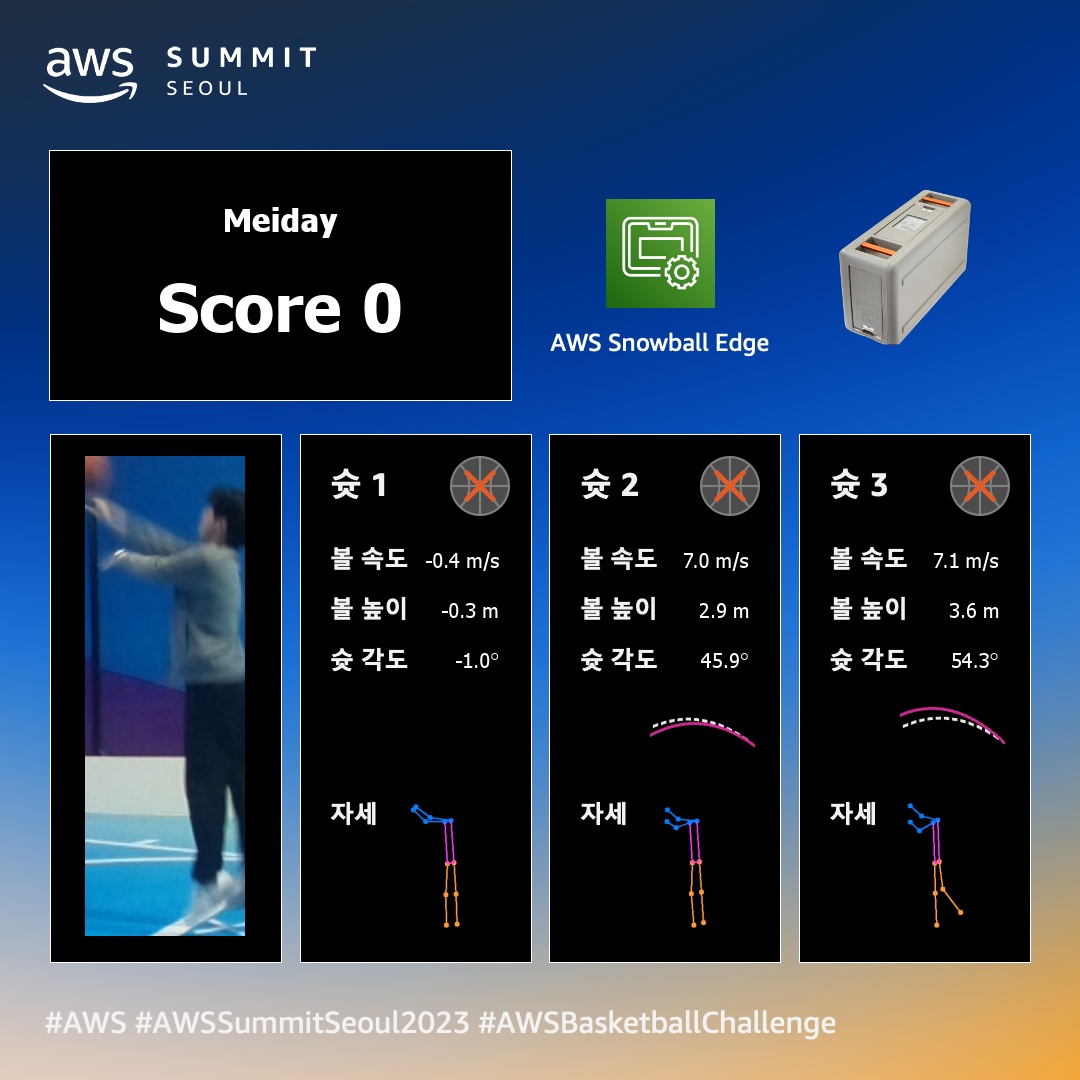 aws
SUMMIT
SEOUL
Meiday
Score 0
AWS Snowball Edge
슛 1
볼 속도 -0.4 m/s
볼 높이 -0.3 m
슛 각도 -1.0°
자세
슛 2
볼 속도 7.0 m/s
볼 높이 2.9 m
슛 각도 45.9°
자세
슛 3
볼 속도 7.1 m/s
볼 높이 3.6 m
슛 각도 54.3°
자세
#AWS #AWSSummitSeoul2023 #AWSBasketballChallenge